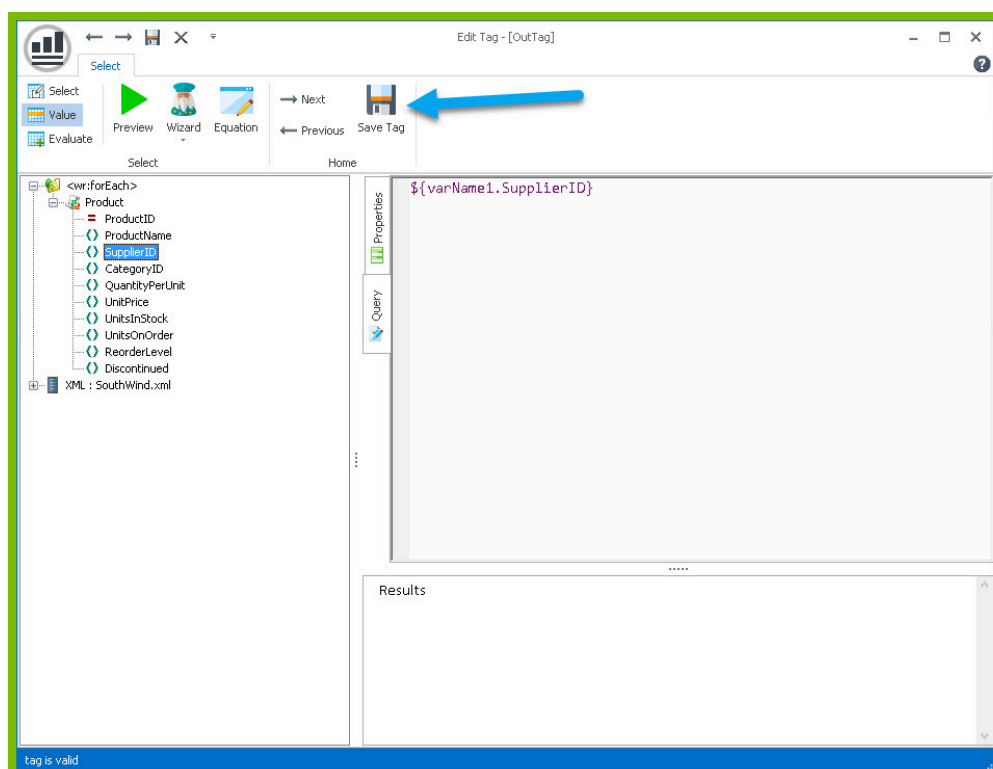 Edit Tag - [OutTag]
Select
Select
Value
Evaluate
Preview
Wizard
Equation
Next
Previous
Save Tag
Select
Home
<wr:forEach>
Product
ProductID
ProductName
SupplierID
CategoryID
QuantityPerUnit
UnitPrice
UnitsInStock
UnitsOnOrder
ReorderLevel
Discontinued
XML : SouthWind.xml
Properties
Query
${varName1.SupplierID}
Results
tag is valid